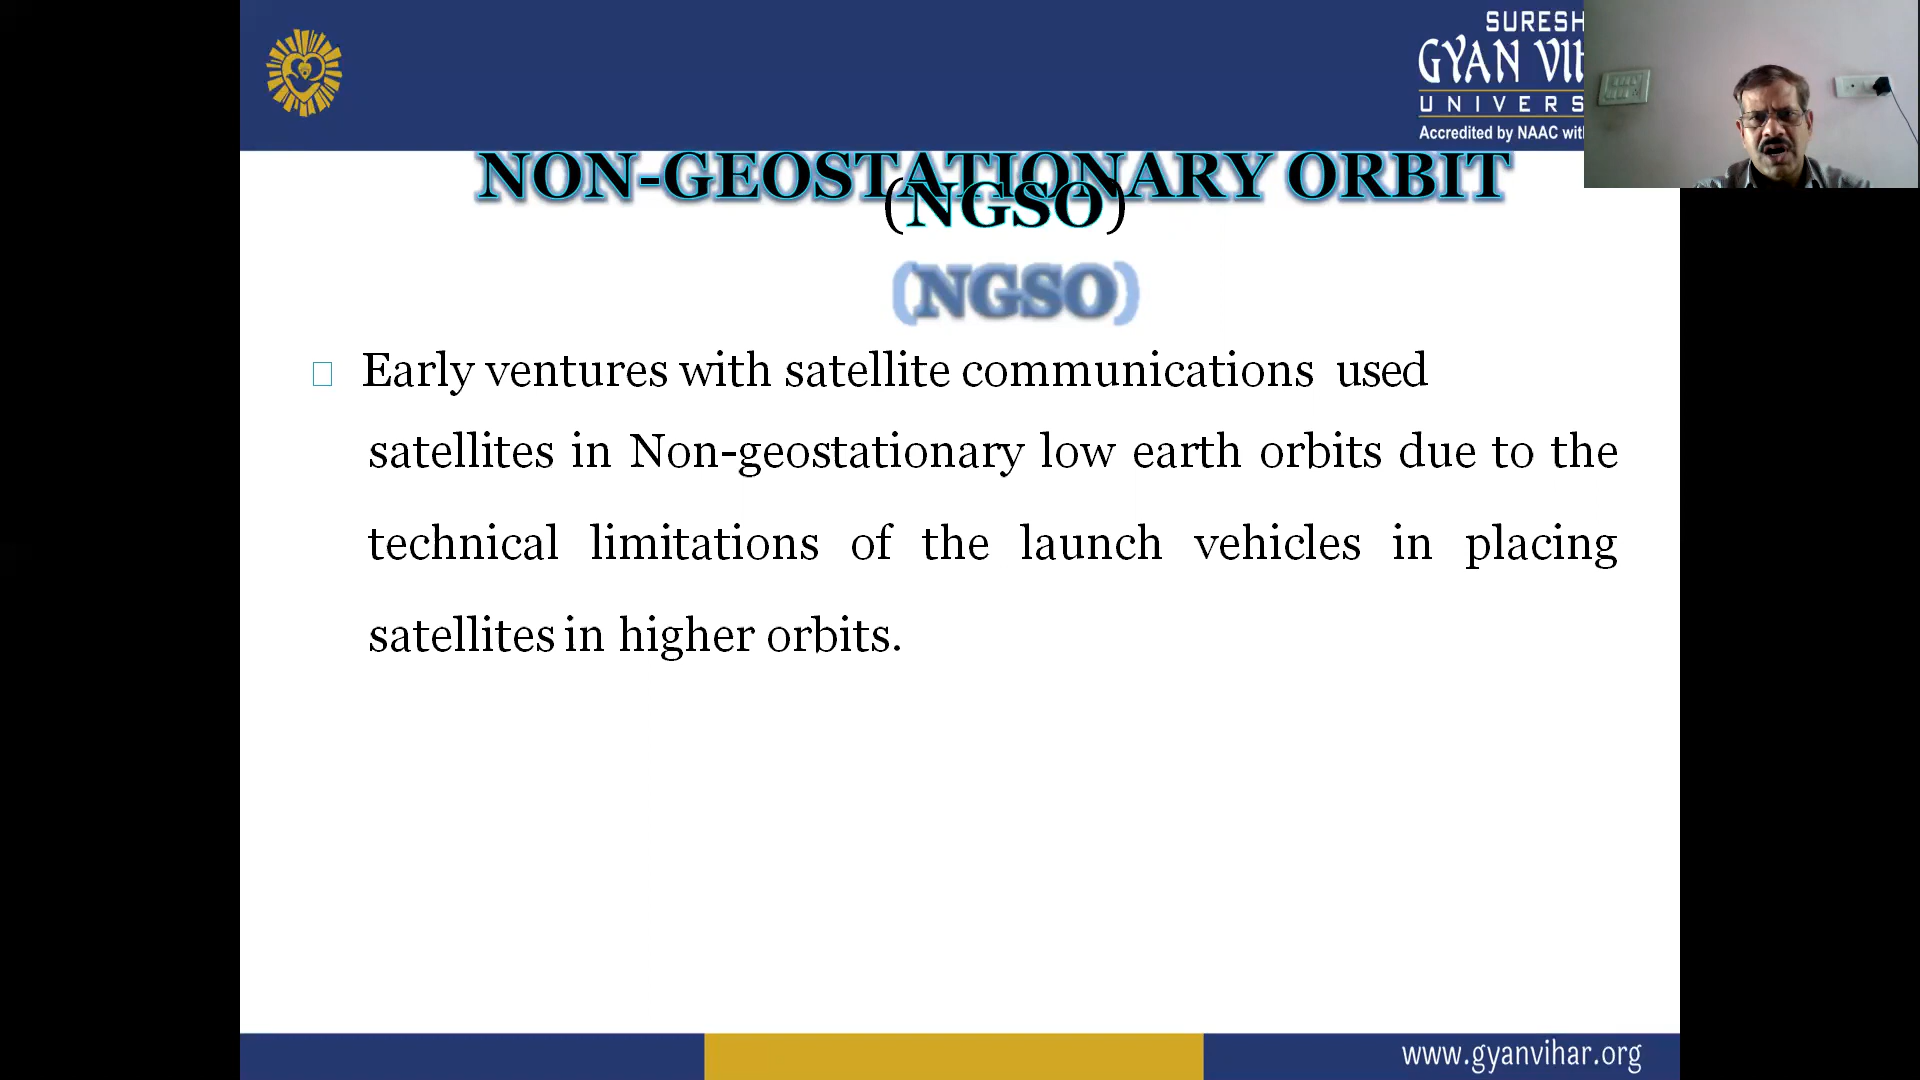 SURESH
GYAN
UNIVERS
Accredited by NAAC
NON-GEOSTATIONARY ORBIT
(NGSO)
(NGSO)
Early ventures with satellite communications used
satellites in Non-geostationary low earth orbits due to the
technical limitations of the launch vehicles in placing
satellites in higher orbits.
www.gyanvihar.org